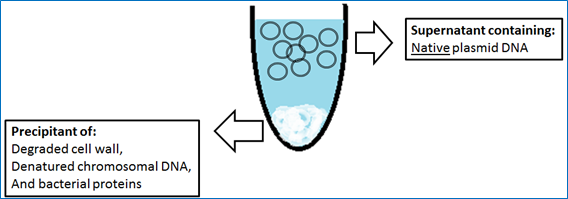 Supernatant containing:
Native plasmid DNA
Precipitant of:
Degraded cell wall,
Denatured chromosomal DNA,
And bacterial proteins